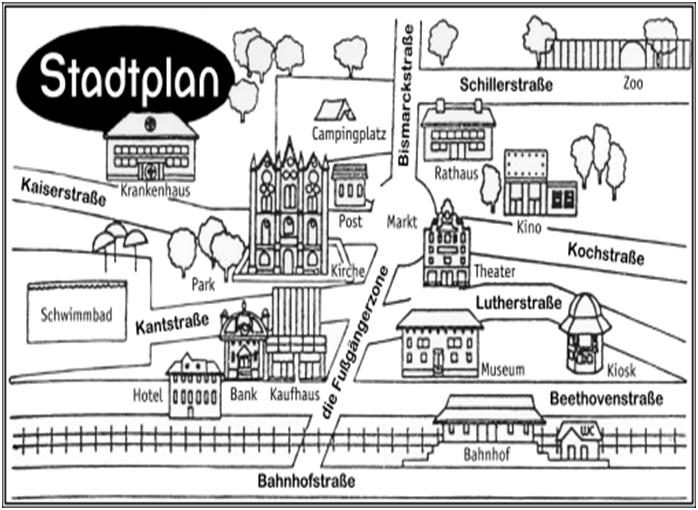 Stadtplan
Bismarckstraße
Schillerstraße
Zoo
Campingplatz
Rathaus
Krankenhaus
Kaiserstraße
Post
Markt
Kino
Kochstraße
Park
Kirche
Theater
Schwimmbad
Kantstraße
die Fußgängerzone
Lutherstraße
Hotel
Bank
Kaufhaus
Museum
Kiosk
Beethovenstraße
WC
Bahnhof
Bahnhofstraße